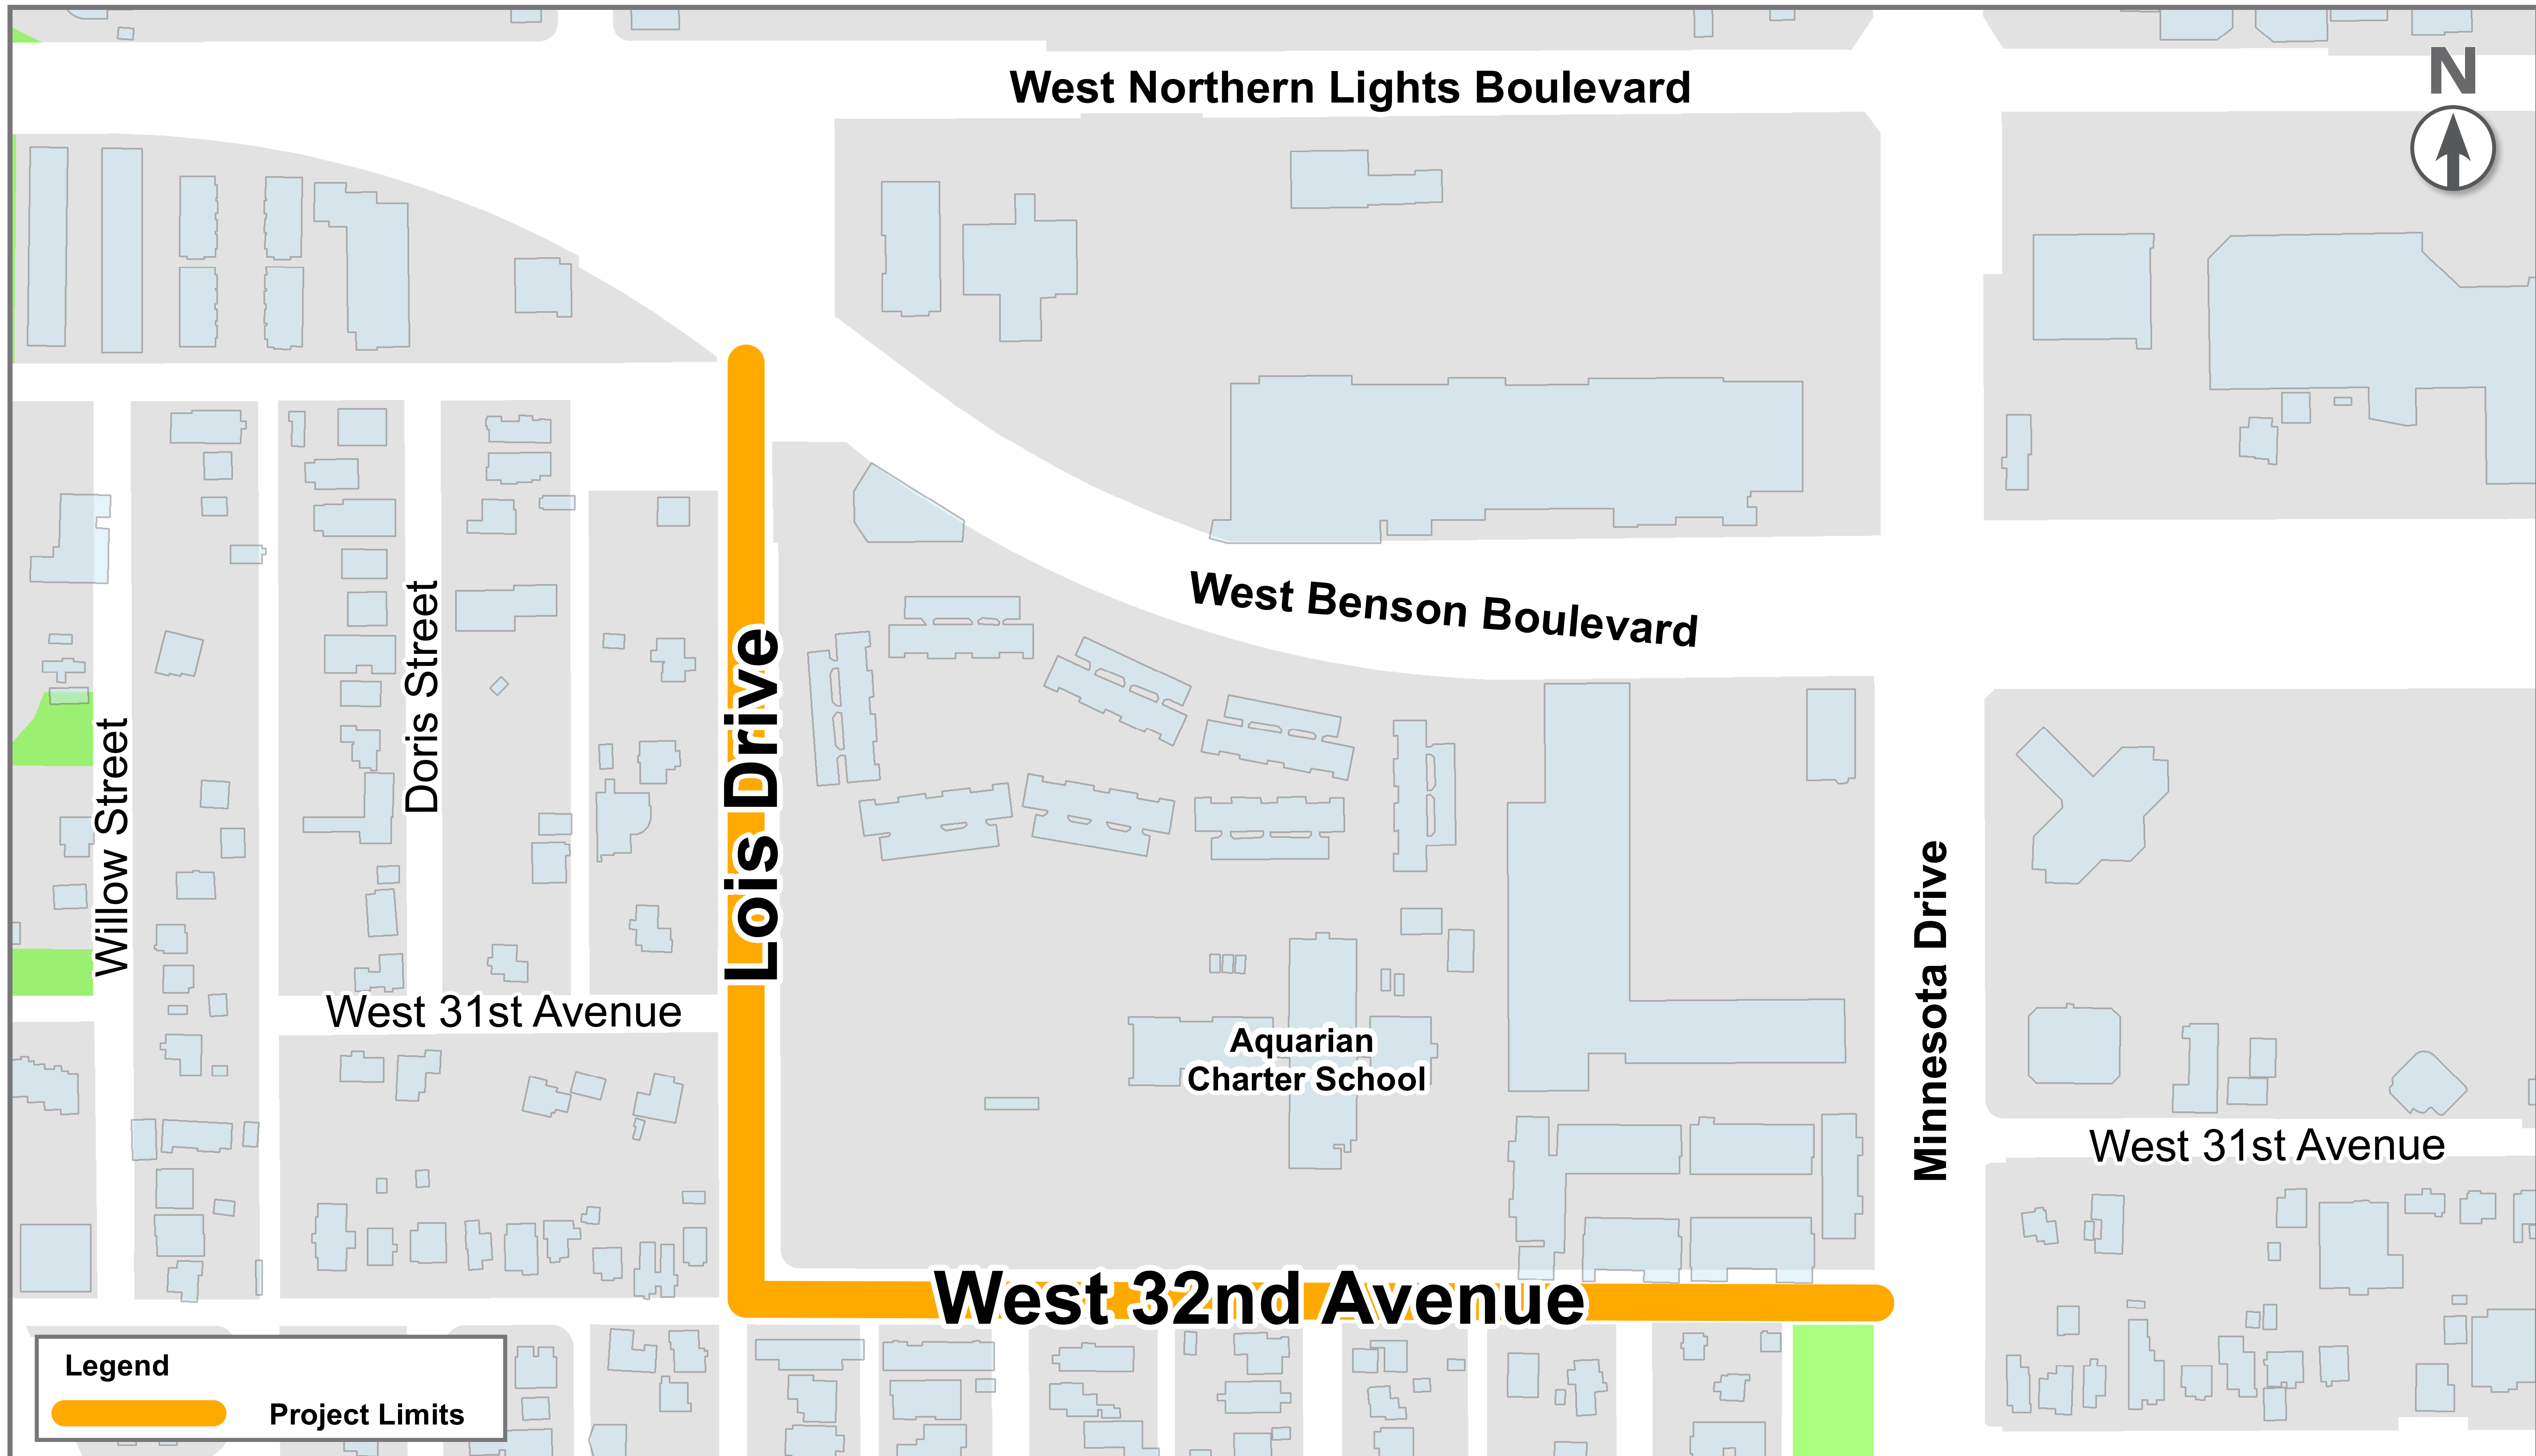 West Northern Lights Boulevard
N
West Benson Boulevard
Doris Street
Lois Drive
Willow Street
Minnesota Drive
West 31st Avenue
Aquarian
Charter School
West 31st Avenue
West 32nd Avenue
Legend
Project Limits